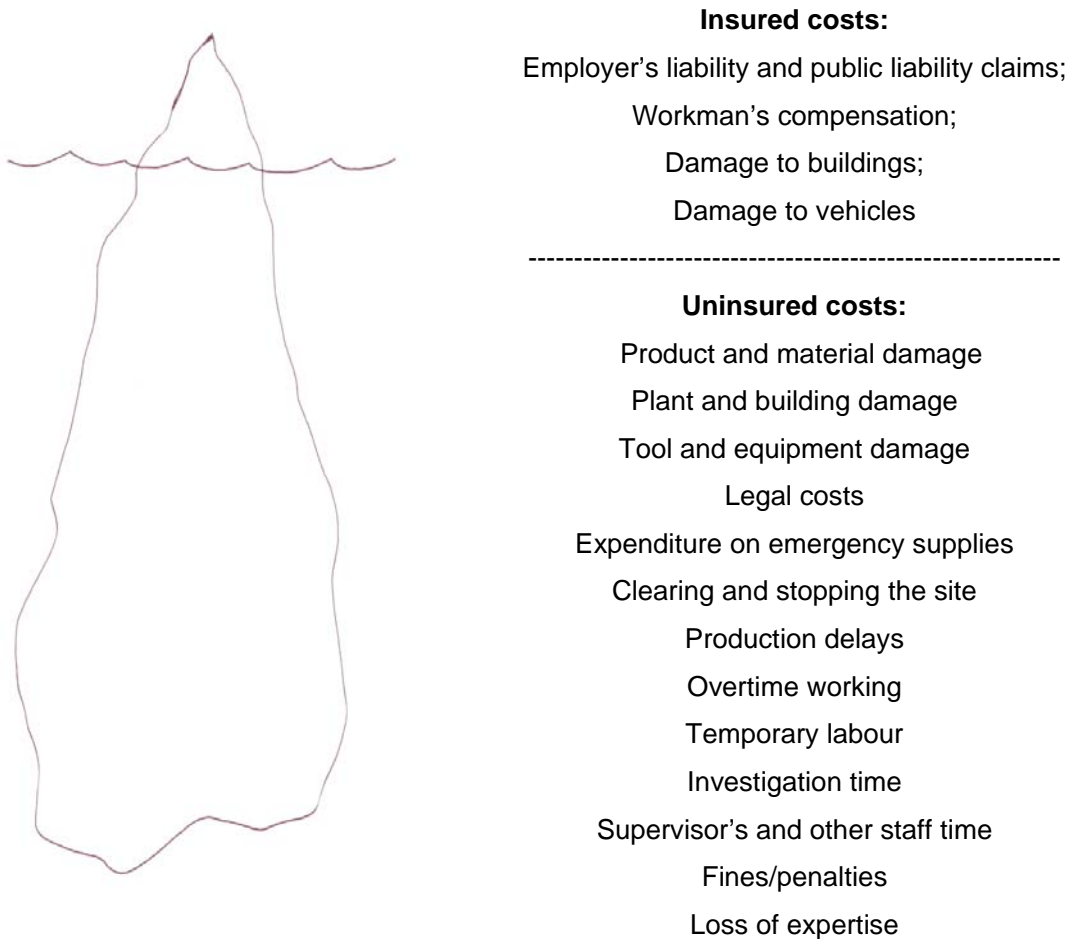 Insured costs:
Employer’s liability and public liability claims;
Workman’s compensation;
Damage to buildings;
Damage to vehicles
----------------------------------------------------------
Uninsured costs:
Product and material damage
Plant and building damage
Tool and equipment damage
Legal costs
Expenditure on emergency supplies
Clearing and stopping the site
Production delays
Overtime working
Temporary labour
Investigation time
Supervisor’s and other staff time
Fines/penalties
Loss of expertise